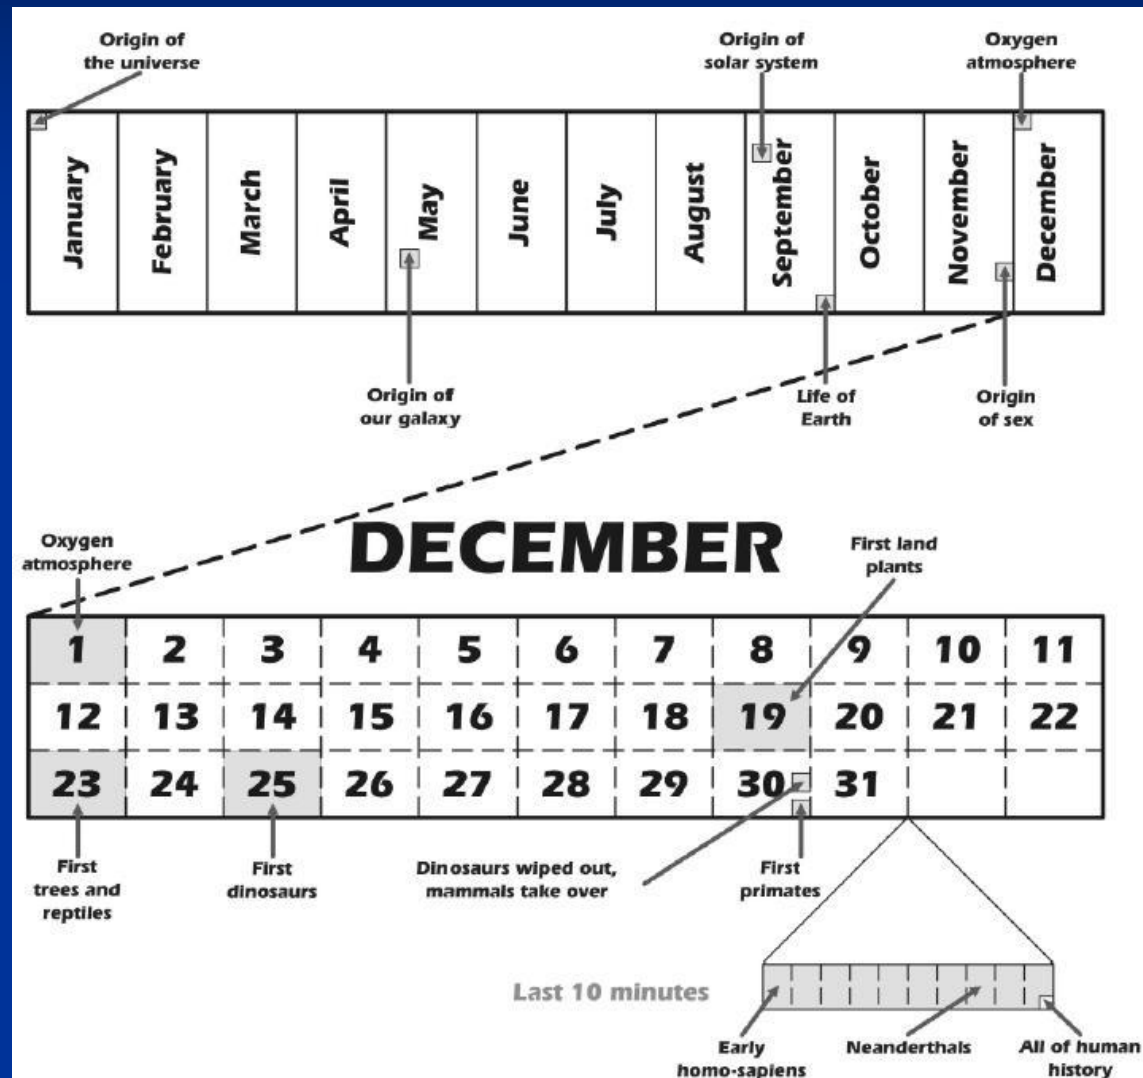 Origin of
the universe
Origin of
solar system
Oxygen
atmosphere
January
February
March
April
May
June
July
August
September
October
November
December
Origin of
our galaxy
Life of
Earth
Origin
of sex
DECEMBER
Oxygen
atmosphere
First land
plants
1 2 3 4 5 6 7 8 9 10 11
12 13 14 15 16 17 18 19 20 21 22
23 24 25 26 27 28 29 30 31
First
trees and
reptiles
First
dinosaurs
Dinosaurs wiped out,
mammals take over
First
primates
Last 10 minutes
Early
homo-sapiens
Neanderthals
All of human
history